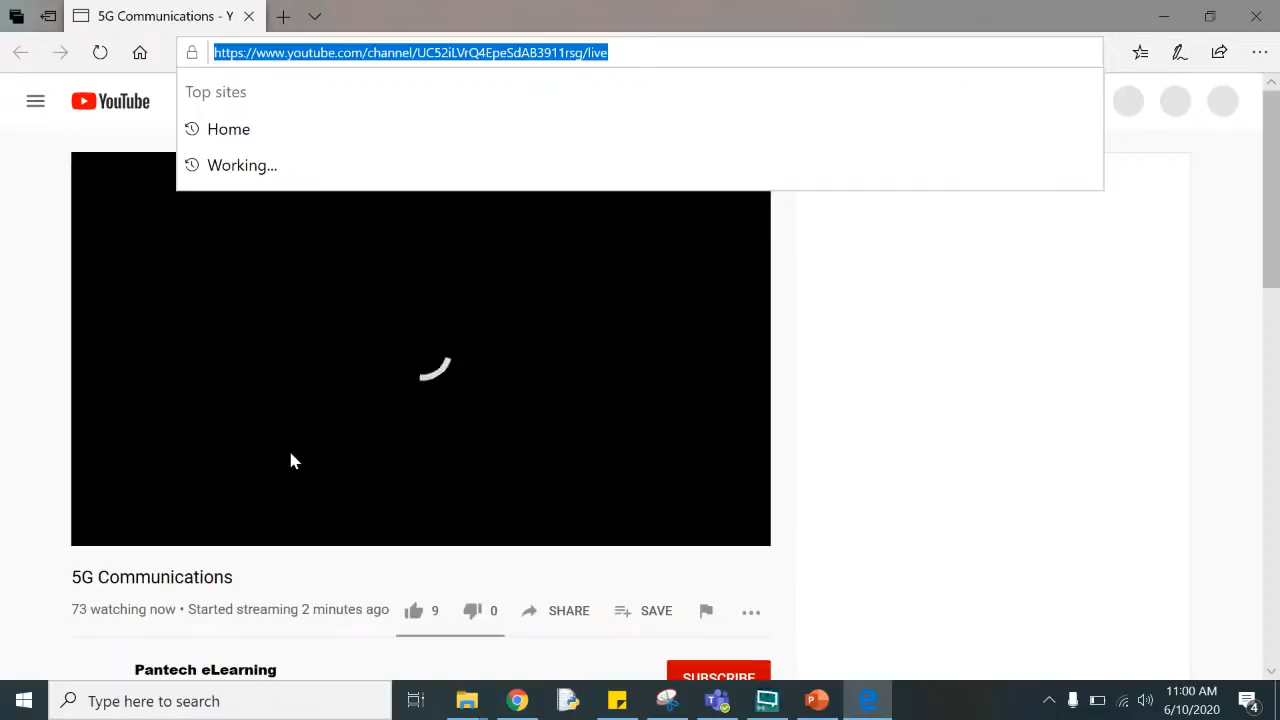 5G Communications - Y
https://www.youtube.com/channel/UC52iLVrQ4EpeSdAB3911rsg/live
Top sites
Home
Working...
YouTube
5G Communications
73 watching now • Started streaming 2 minutes ago
9
0
SHARE
SAVE
Pantech eLearning
SUBSCRIBE
Type here to search
11:00 AM
6/10/2020
4